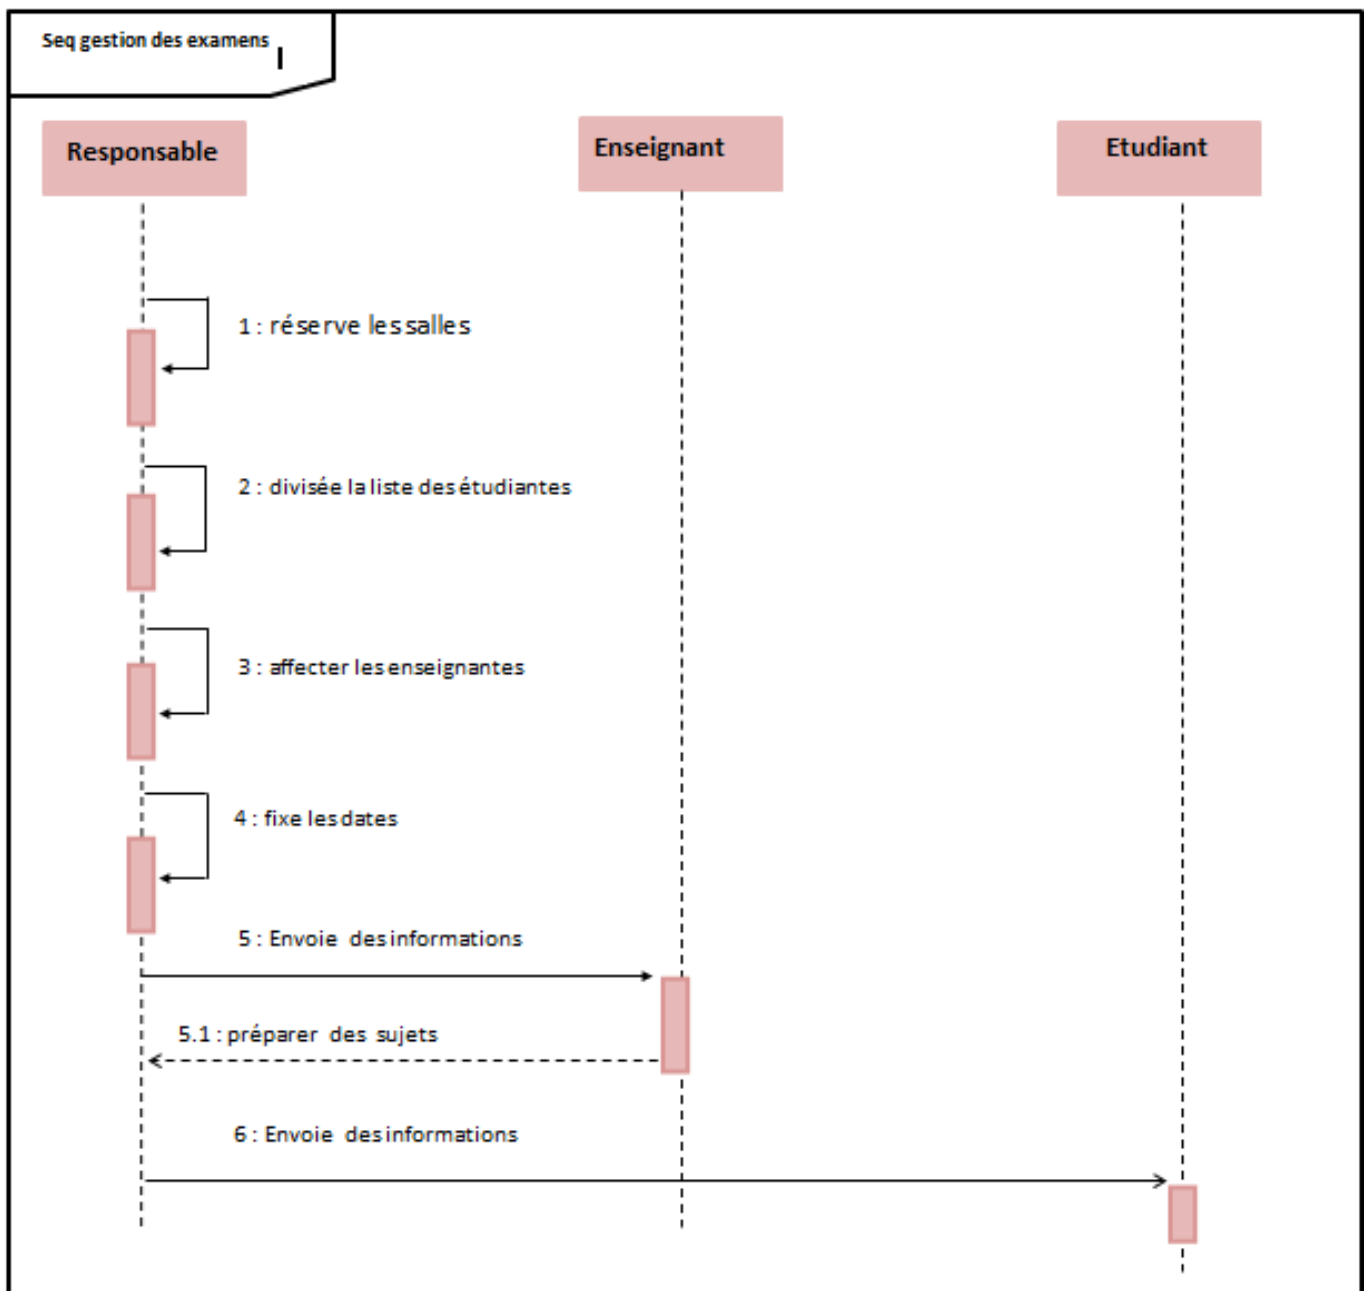 Seq gestion des examens
Responsable
Enseignant
Etudiant
1 : réserve les salles
2 : divisée la liste des étudiantes
3 : affecter les enseignantes
4 : fixe les dates
5 : Envoie des informations
5.1 : préparer des sujets
6 : Envoie des informations